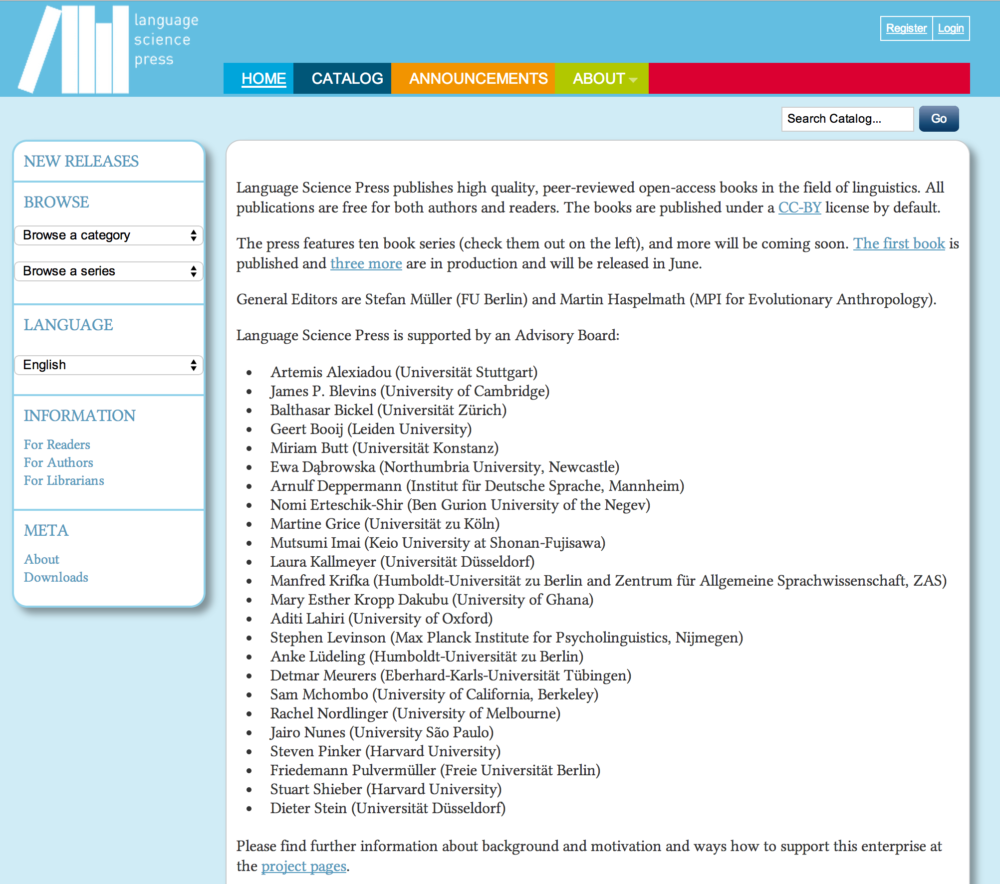 language
science
press
Register Login
HOME CATALOG ANNOUNCEMENTS ABOUT
Search Catalog... Go
NEW RELEASES
BROWSE
Browse a category
Browse a series
LANGUAGE
English
INFORMATION
For Readers
For Authors
For Librarians
META
About
Downloads
Language Science Press publishes high quality, peer-reviewed open-access books in the field of linguistics. All
publications are free for both authors and readers. The books are published under a CC-BY license by default.
The press features ten book series (check them out on the left), and more will be coming soon. The first book is
published and three more are in production and will be released in June.
General Editors are Stefan Müller (FU Berlin) and Martin Haspelmath (MPI for Evolutionary Anthropology).
Language Science Press is supported by an Advisory Board:
• Artemis Alexiadou (Universität Stuttgart)
• James P. Blevins (University of Cambridge)
• Balthasar Bickel (Universität Zürich)
• Geert Booij (Leiden University)
• Miriam Butt (Universität Konstanz)
• Ewa Dąbrowska (Northumbria University, Newcastle)
• Arnulf Deppermann (Institut für Deutsche Sprache, Mannheim)
• Nomi Erteschik-Shir (Ben Gurion University of the Negev)
• Martine Grice (Universität zu Köln)
• Mutsumi Imai (Keio University at Shonan-Fujisawa)
• Laura Kallmeyer (Universität Düsseldorf)
• Manfred Krifka (Humboldt-Universität zu Berlin and Zentrum für Allgemeine Sprachwissenschaft, ZAS)
• Mary Esther Kropp Dakubu (University of Ghana)
• Aditi Lahiri (University of Oxford)
• Stephen Levinson (Max Planck Institute for Psycholinguistics, Nijmegen)
• Anke Lüdeling (Humboldt-Universität zu Berlin)
• Detmar Meurers (Eberhard-Karls-Universität Tübingen)
• Sam Mchombo (University of California, Berkeley)
• Rachel Nordlinger (University of Melbourne)
• Jairo Nunes (University São Paulo)
• Steven Pinker (Harvard University)
• Friedemann Pulvermüller (Freie Universität Berlin)
• Stuart Shieber (Harvard University)
• Dieter Stein (Universität Düsseldorf)
Please find further information about background and motivation and ways how to support this enterprise at
the project pages.